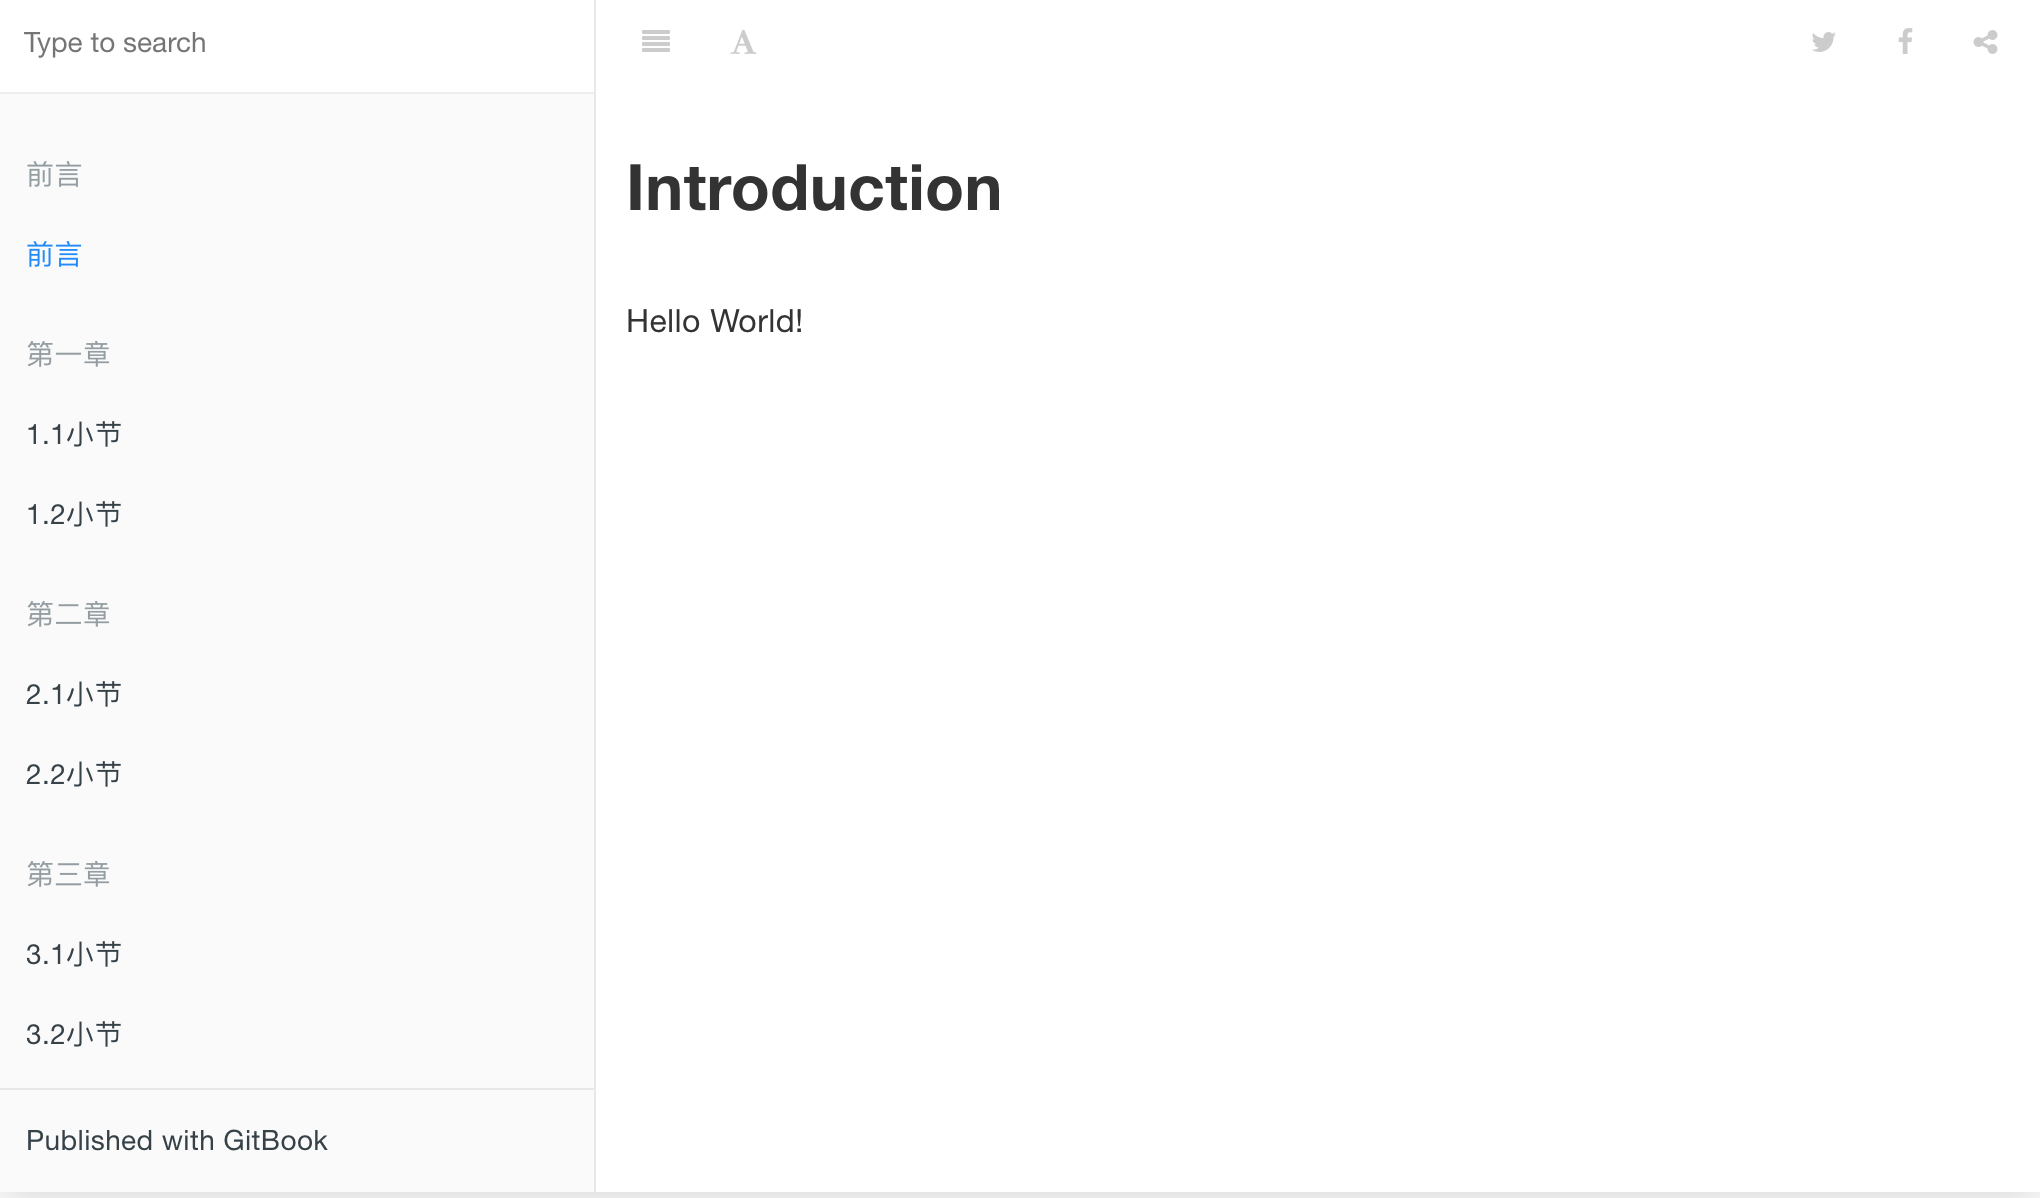 Type to search
前言
前言
第一章
1.1小节
1.2小节
第二章
2.1小节
2.2小节
第三章
3.1小节
3.2小节
Published with GitBook
A
Introduction
Hello World!